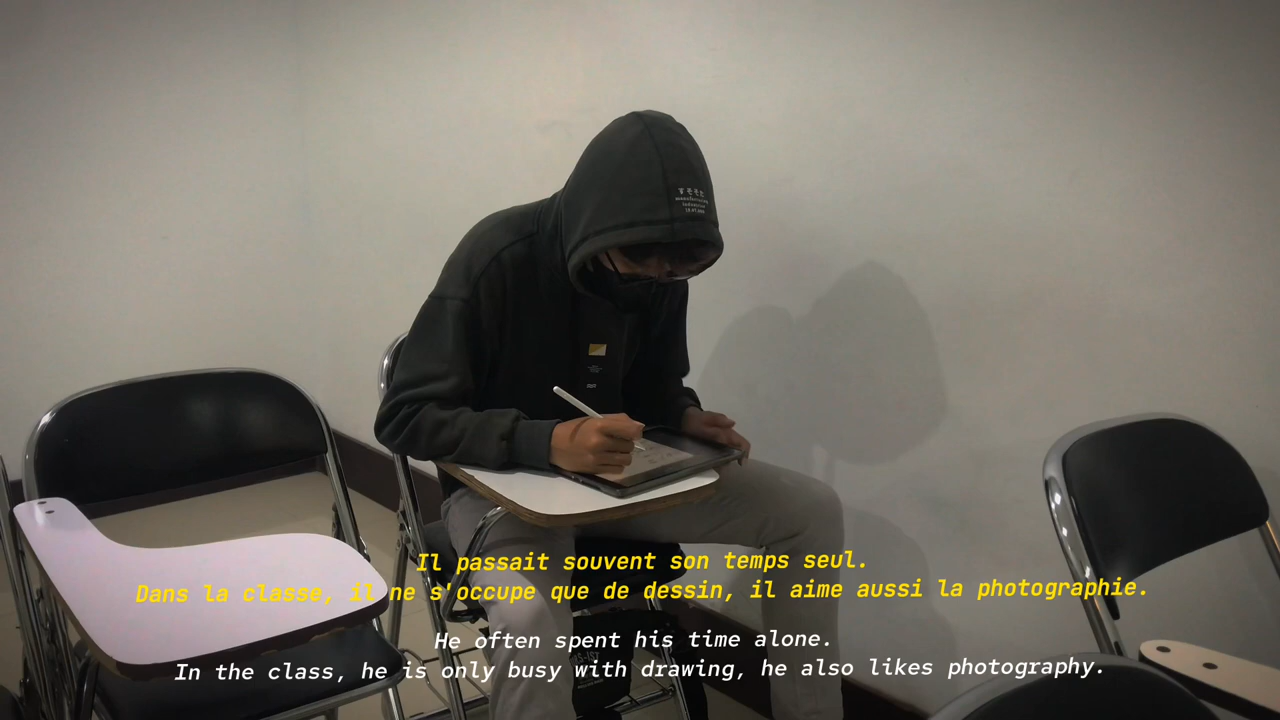 Il passait souvent son temps seul.
Dans la classe, il ne s'occupe que de dessin, il aime aussi la photographie.
He often spent his time alone.
In the class, he is only busy with drawing, he also likes photography.